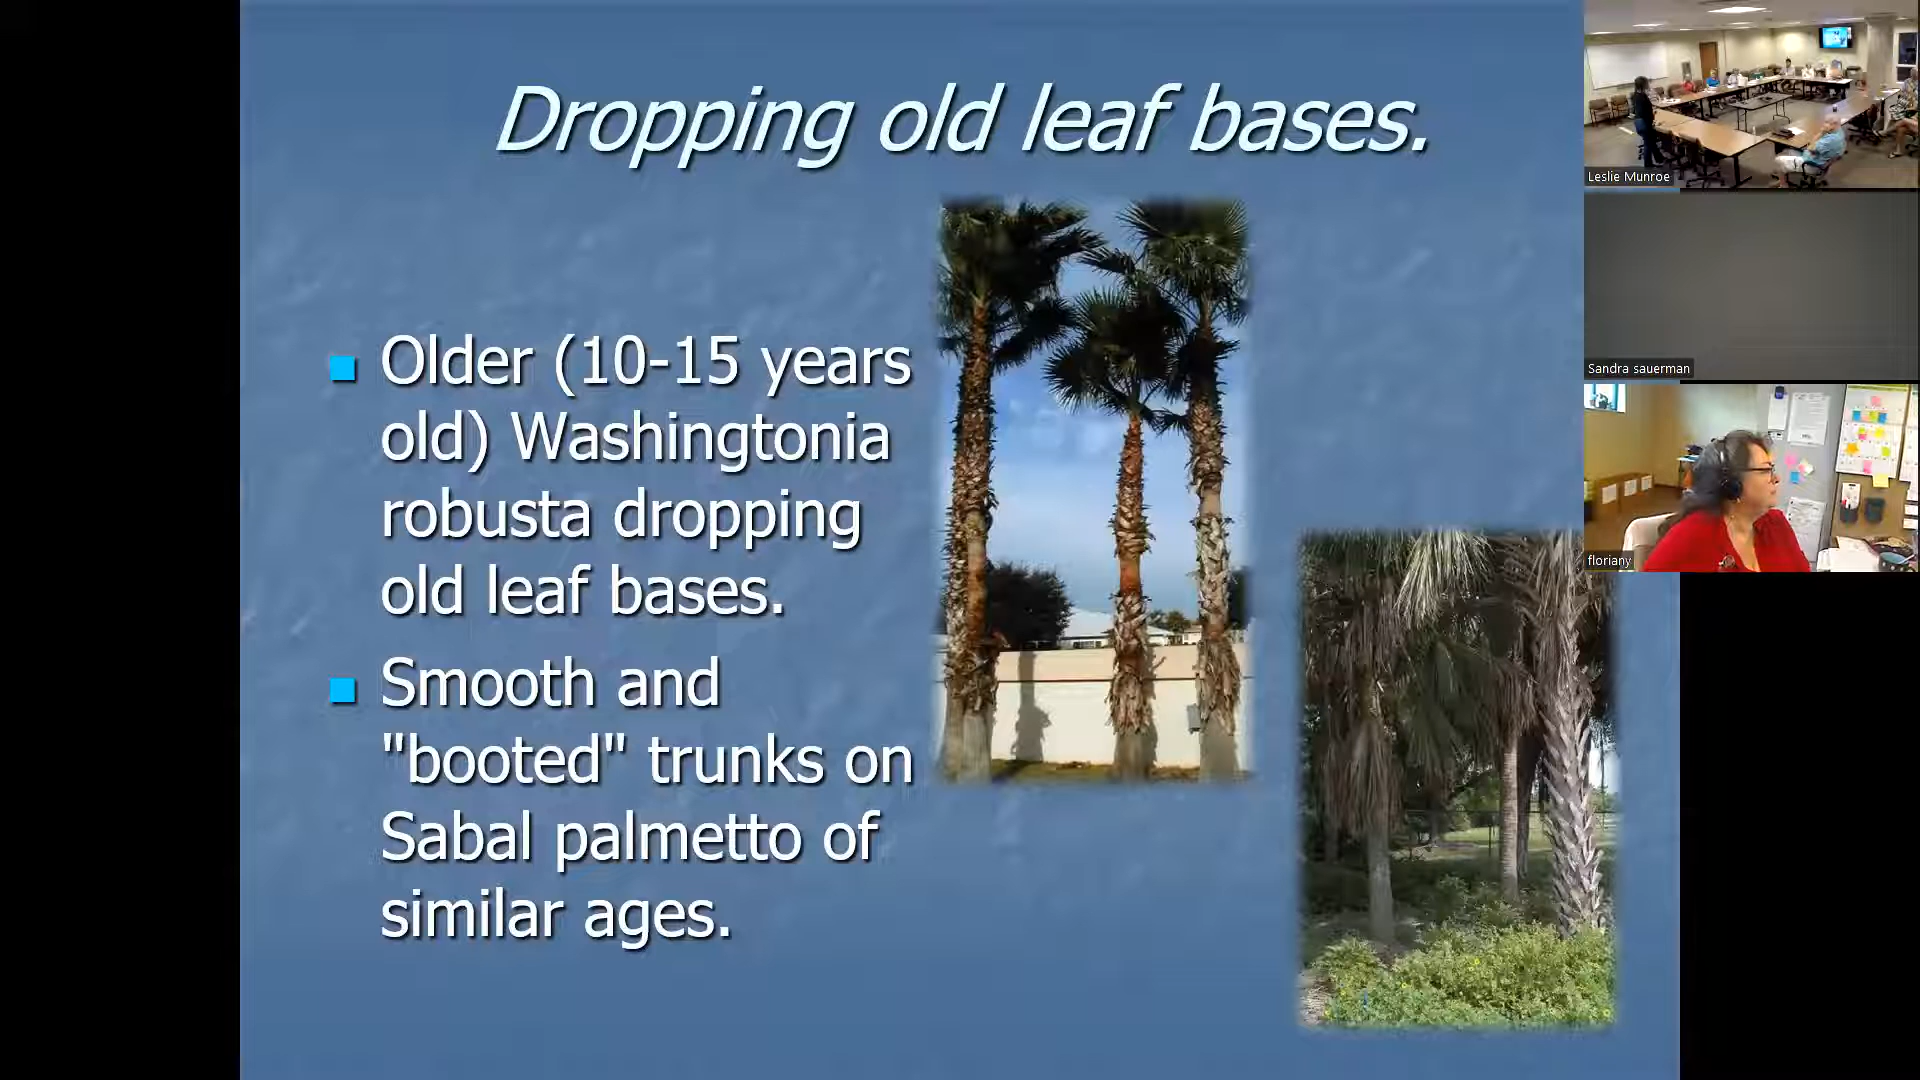 Dropping old leaf bases.
Older (10-15 years
old) Washingtonia
robusta dropping
old leaf bases.
Smooth and
"booted" trunks on
Sabal palmetto of
similar ages.
Leslie Munroe
Sandra sauerman
floriany